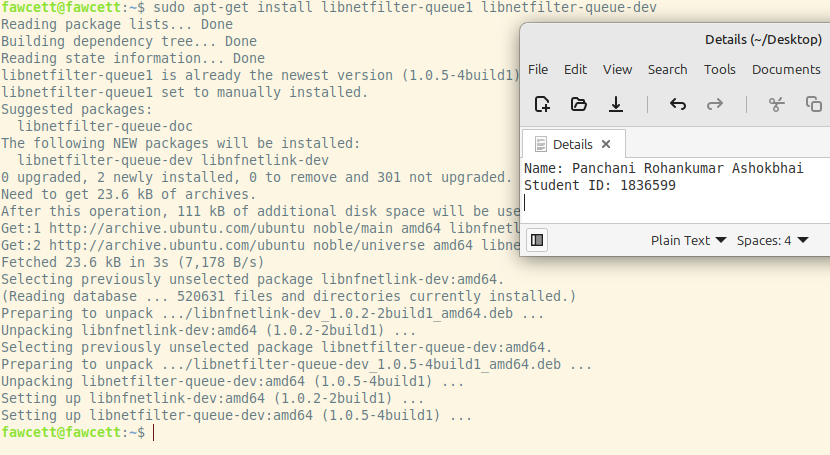 fawcett@fawcett:~$ sudo apt-get install libnetfilter-queue1 libnetfilter-queue-dev
Reading package lists... Done
Building dependency tree... Done
Reading state information... Done
libnetfilter-queue1 is already the newest version (1.0.5-4build1)
libnetfilter-queue1 set to manually installed.
Suggested packages:
  libnetfilter-queue-doc
The following NEW packages will be installed:
  libnetfilter-queue-dev libnfnetlink-dev
0 upgraded, 2 newly installed, 0 to remove and 301 not upgraded.
Need to get 23.6 kB of archives.
After this operation, 111 kB of additional disk space will be use
Get:1 http://archive.ubuntu.com/ubuntu noble/main amd64 libnfnetl
Get:2 http://archive.ubuntu.com/ubuntu noble/universe amd64 libne
Fetched 23.6 kB in 3s (7,178 B/s)
Selecting previously unselected package libnfnetlink-dev:amd64.
(Reading database ... 520631 files and directories currently installed.)
Preparing to unpack .../libnfnetlink-dev_1.0.2-2build1_amd64.deb ...
Unpacking libnfnetlink-dev:amd64 (1.0.2-2build1) ...
Selecting previously unselected package libnetfilter-queue-dev:amd64.
Preparing to unpack .../libnetfilter-queue-dev_1.0.5-4build1_amd64.deb ...
Unpacking libnetfilter-queue-dev:amd64 (1.0.5-4build1) ...
Setting up libnfnetlink-dev:amd64 (1.0.2-2build1) ...
Setting up libnetfilter-queue-dev:amd64 (1.0.5-4build1) ...
fawcett@fawcett:~$
Details (~/Desktop)
File Edit View Search Tools Documents
Details
Name: Panchani Rohankumar Ashokbhai
Student ID: 1836599
Plain Text Spaces: 4